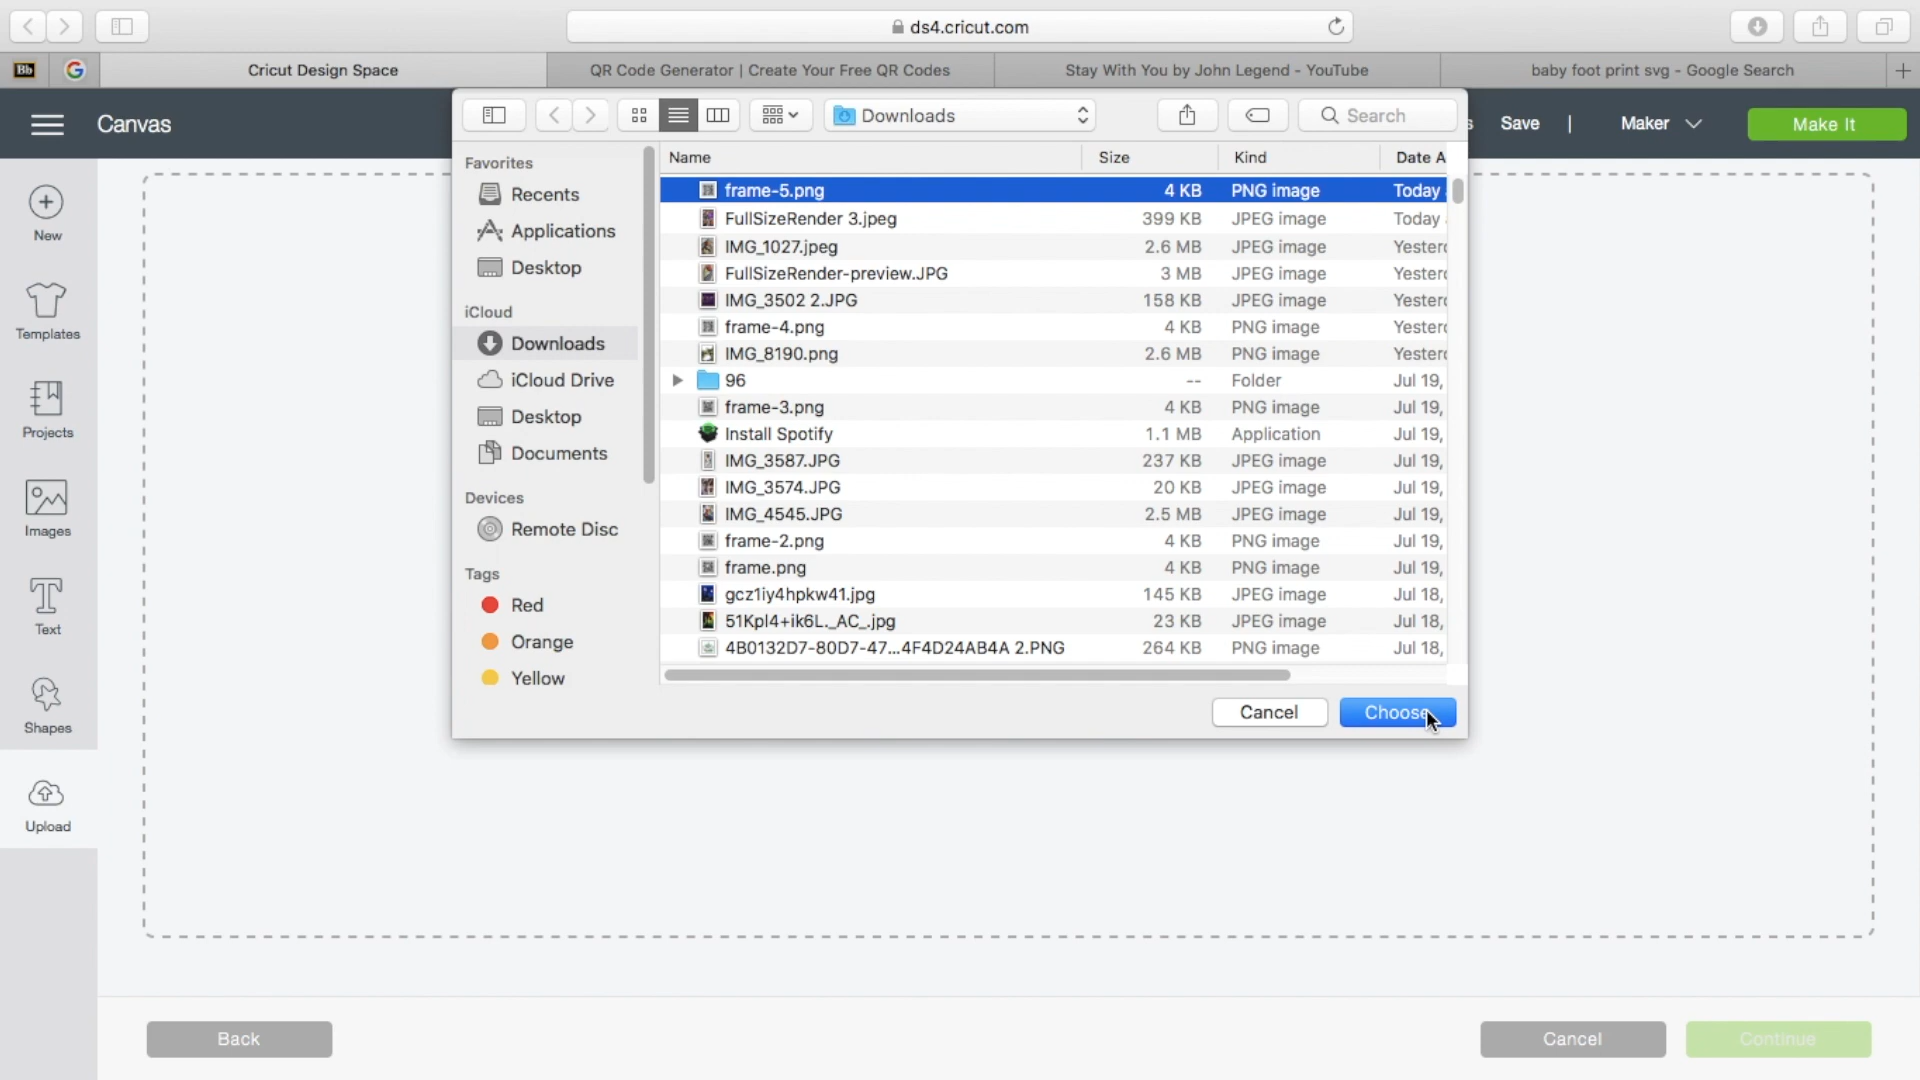 ds4.cricut.com
Bb
Cricut Design Space
QR Code Generator | Create Your Free QR Codes
Stay With You by John Legend - YouTube
baby foot print svg - Google Search
Canvas
Downloads
Search
s
Save
|
Maker
Make It
New
Templates
Projects
Images
Text
Shapes
Upload
Favorites
Recents
Applications
Desktop
iCloud
Downloads
iCloud Drive
Desktop
Documents
Devices
Remote Disc
Tags
Red
Orange
Yellow
Name Size Kind Date A
frame-5.png 4 KB PNG image Today
FullSizeRender 3.jpeg 399 KB JPEG image Today
IMG_1027.jpeg 2.6 MB JPEG image Yester
FullSizeRender-preview.JPG 3 MB JPEG image Yester
IMG_3502 2.JPG 158 KB JPEG image Yester
frame-4.png 4 KB PNG image Yester
IMG_8190.png 2.6 MB PNG image Yester
96 -- Folder Jul 19,
frame-3.png 4 KB PNG image Jul 19,
Install Spotify 1.1 MB Application Jul 19,
IMG_3587.JPG 237 KB JPEG image Jul 19,
IMG_3574.JPG 20 KB JPEG image Jul 19,
IMG_4545.JPG 2.5 MB JPEG image Jul 19,
frame-2.png 4 KB PNG image Jul 19,
frame.png 4 KB PNG image Jul 19,
gcz1iy4hpkw41.jpg 145 KB JPEG image Jul 18,
51Kpl4+ik6L._AC_.jpg 23 KB JPEG image Jul 18,
4B0132D7-80D7-47...4F4D24AB4A 2.PNG 264 KB PNG image Jul 18,
Cancel
Choose
Back
Cancel
Continue